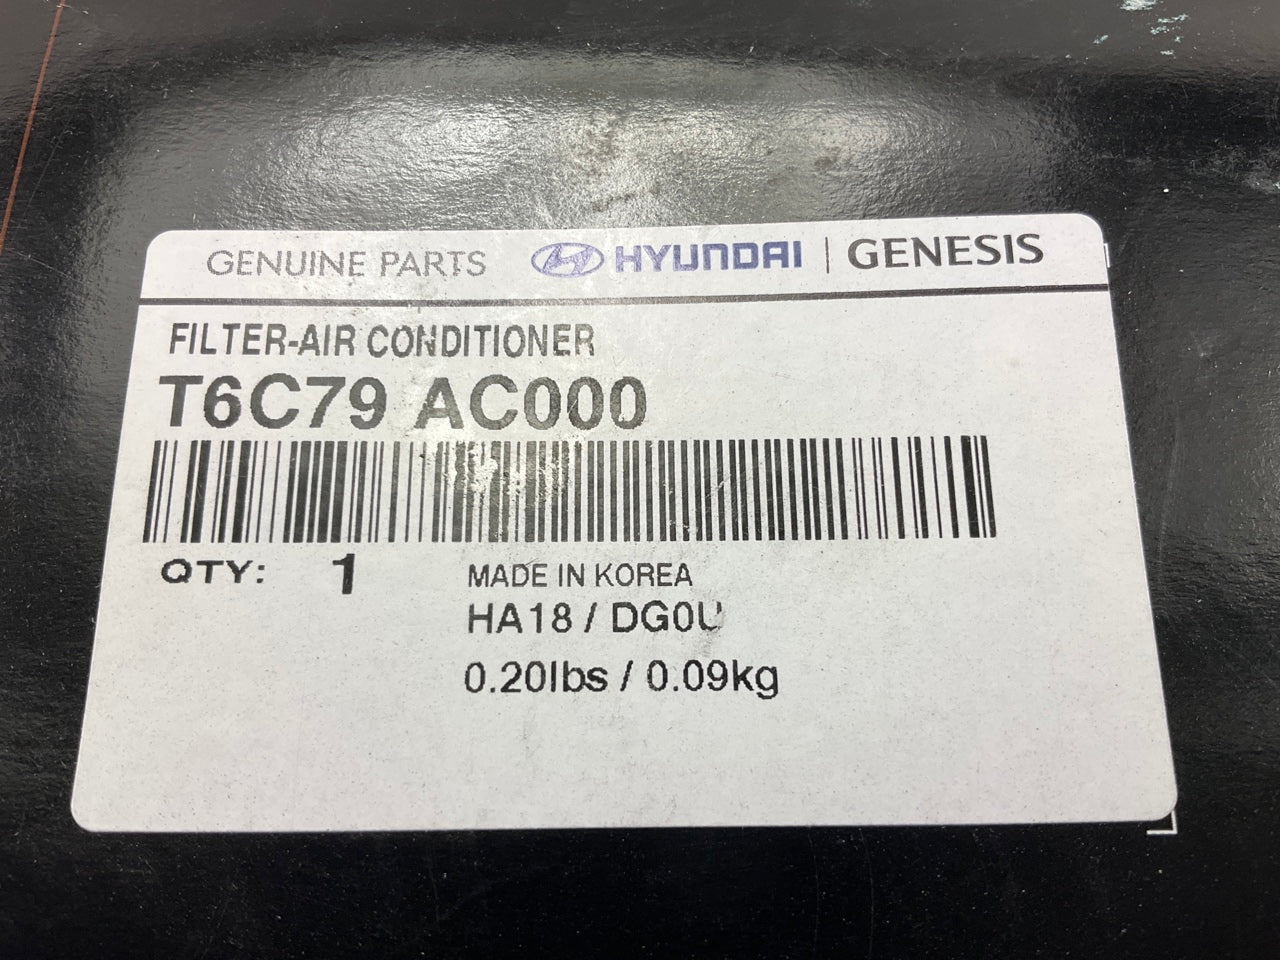 GENUINE PARTS HYUNDAI | GENESIS
FILTER-AIR CONDITIONER
T6C79 AC000
QTY: 1 MADE IN KOREA
HA18 / DG0U
0.20lbs / 0.09kg